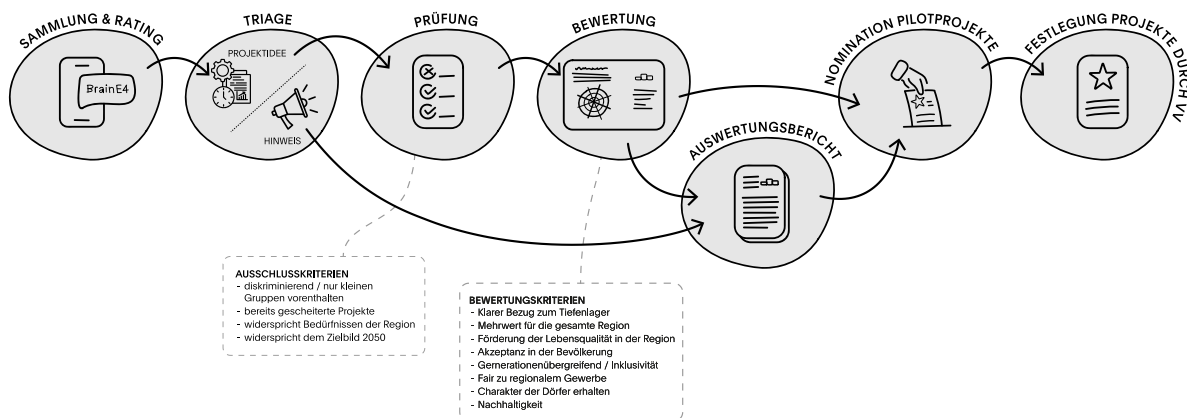 SAMMLUNG & RATING
BrainE4
TRIAGE
PROJEKTIDEE
HINWEIS
PRÜFUNG
BEWERTUNG
AUSWERTUNGSBERICHT
NOMINATION PILOTPROJEKTE
FESTLEGUNG PROJEKTE DURCH VV
AUSSCHLUSSKRITERIEN
- diskriminierend / nur kleinen
Gruppen vorenthalten
- bereits gescheiterte Projekte
- widerspricht Bedürfnissen der Region
- widerspricht dem Zielbild 2050
BEWERTUNGSKRITERIEN
- Klarer Bezug zum Tiefenlager
- Mehrwert für die gesamte Region
- Förderung der Lebensqualität in der Region
- Akzeptanz in der Bevölkerung
- Gernerationenübergreifend / Inklusivität
- Fair zu regionalem Gewerbe
- Charakter der Dörfer erhalten
- Nachhaltigkeit